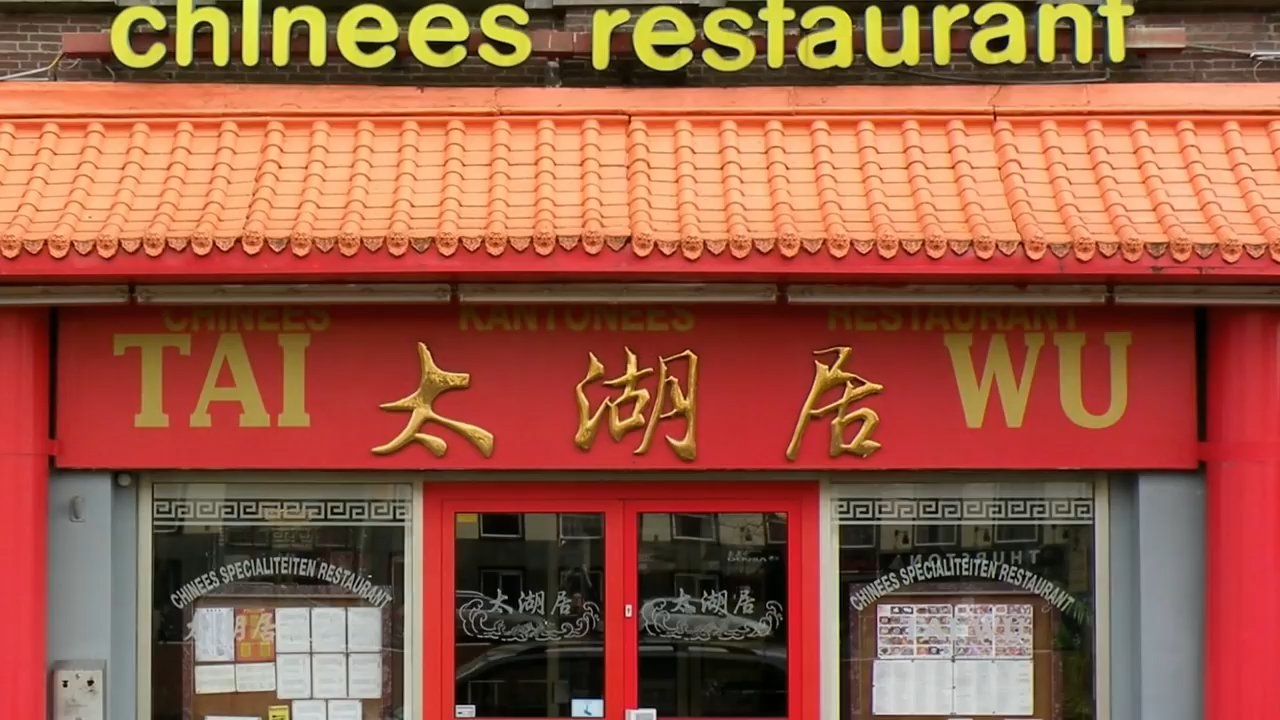 chInees restaurant
CHINEES KANTONEES RESTAURANT
TAI 太湖居 WU
CHINEES SPECIALITEITEN RESTAURANT
CHINEES SPECIALITEITEN RESTAURANT
THURSTON
太湖居
太湖居